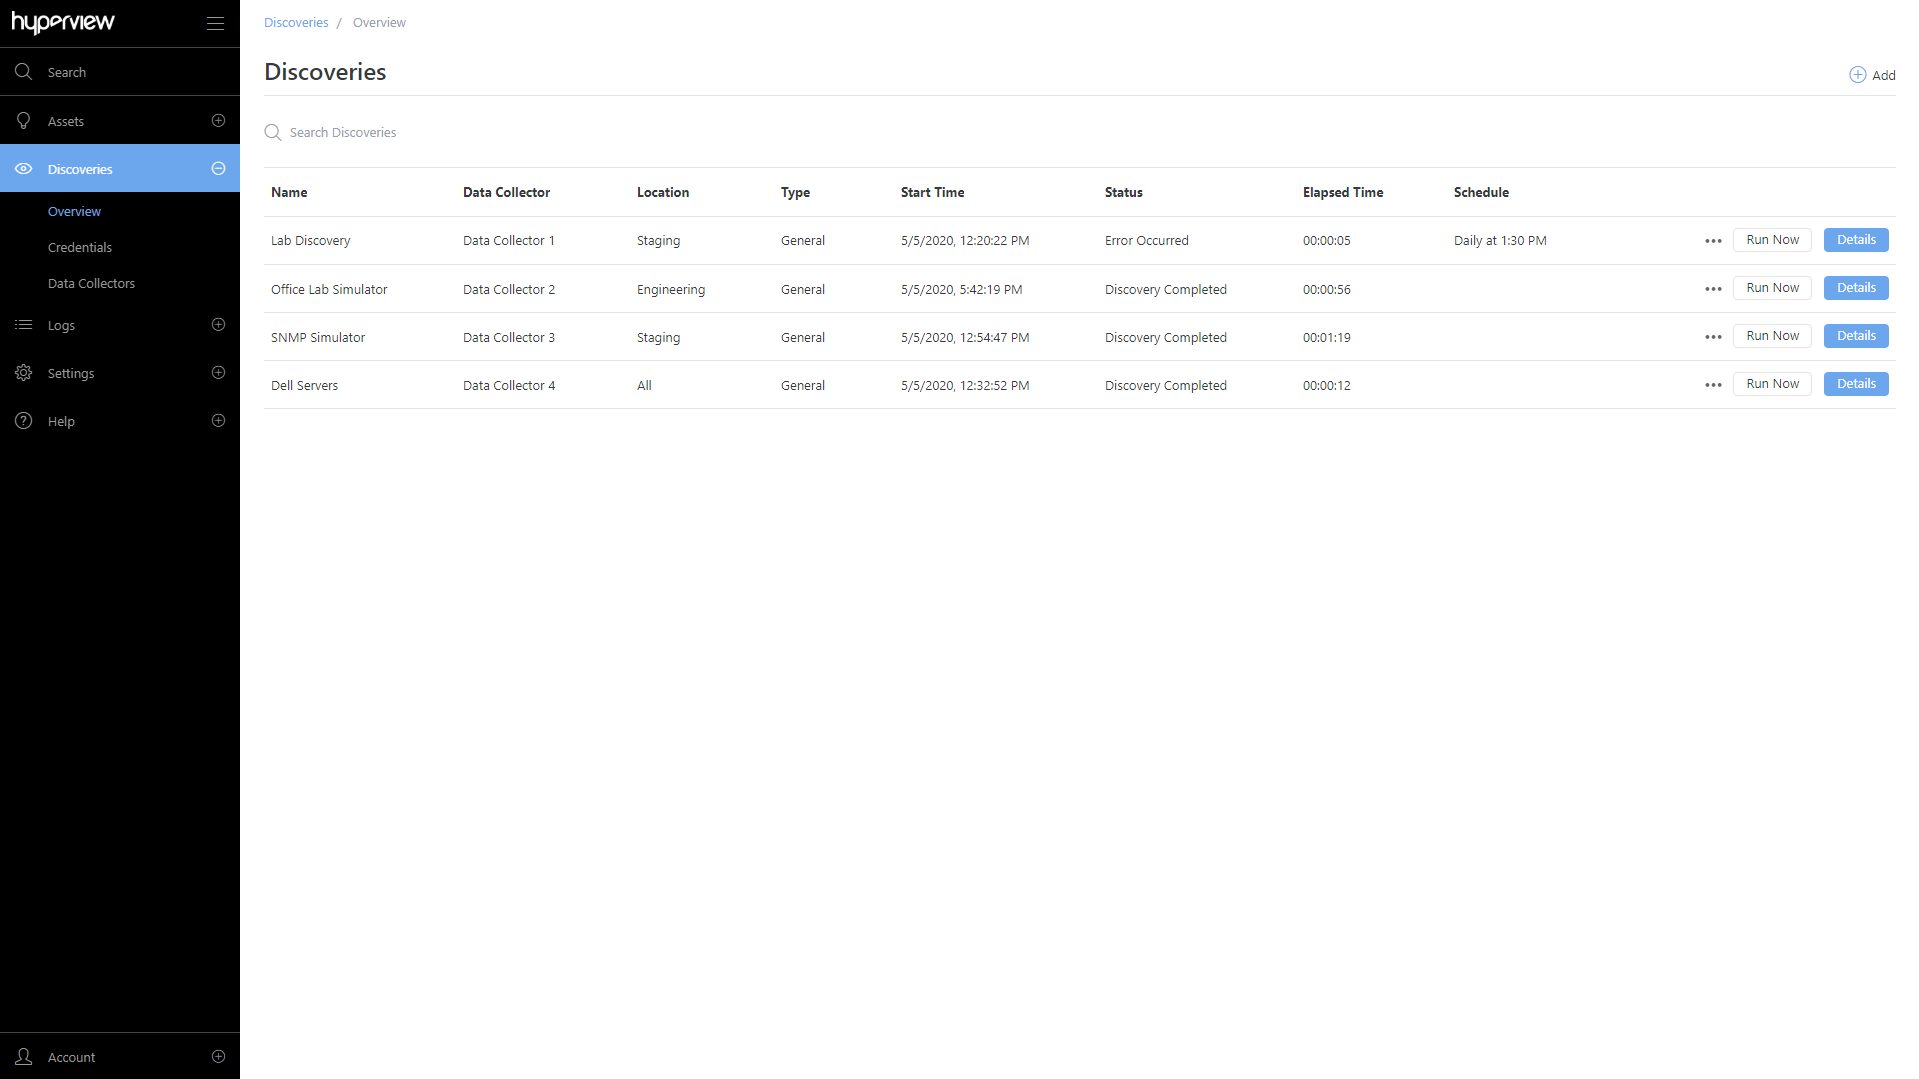 hyperview
Search
Assets
Discoveries
Overview
Credentials
Data Collectors
Logs
Settings
Help
Account
Discoveries / Overview
Discoveries
Add
Search Discoveries
Name Data Collector Location Type Start Time Status Elapsed Time Schedule
Lab Discovery Data Collector 1 Staging General 5/5/2020, 12:20:22 PM Error Occurred 00:00:05 Daily at 1:30 PM ••• Run Now Details
Office Lab Simulator Data Collector 2 Engineering General 5/5/2020, 5:42:19 PM Discovery Completed 00:00:56 ••• Run Now Details
SNMP Simulator Data Collector 3 Staging General 5/5/2020, 12:54:47 PM Discovery Completed 00:01:19 ••• Run Now Details
Dell Servers Data Collector 4 All General 5/5/2020, 12:32:52 PM Discovery Completed 00:00:12 ••• Run Now Details